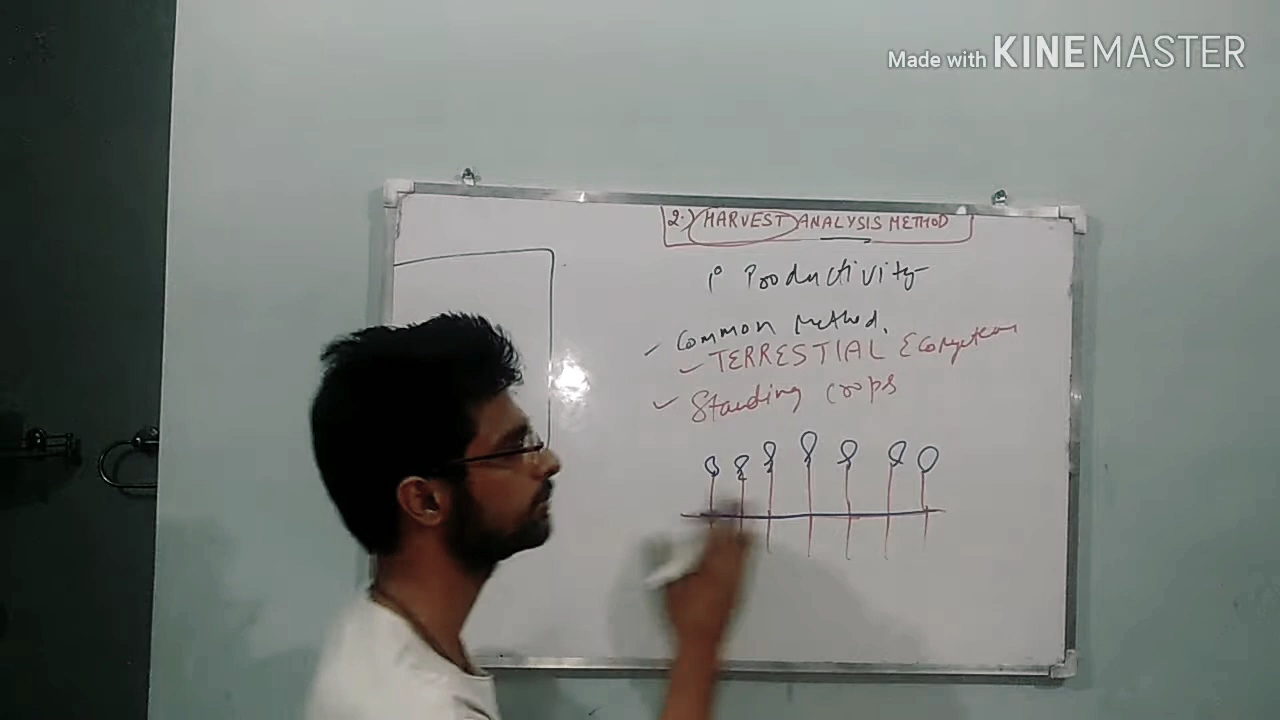 Made with KINEMASTER
2.) HARVEST ANALYSIS METHOD
1° Productivity
✓ Common Method.
✓ TERRESTIAL Ecosystem
✓ Standing Crops